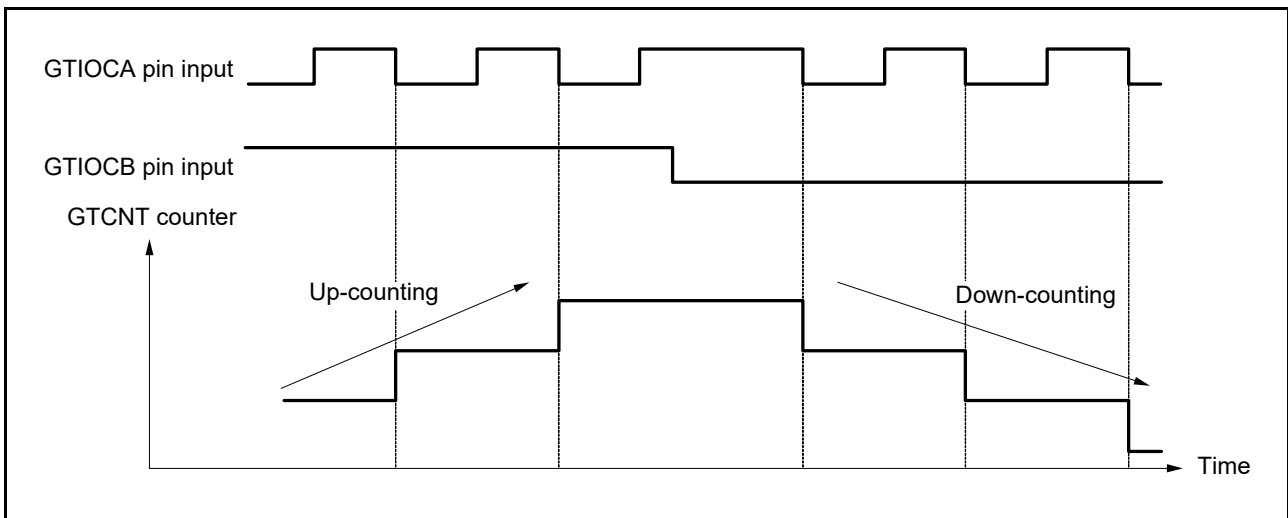 GTIOCA pin input
GTIOCB pin input
GTCNT counter
Up-counting
Down-counting
Time